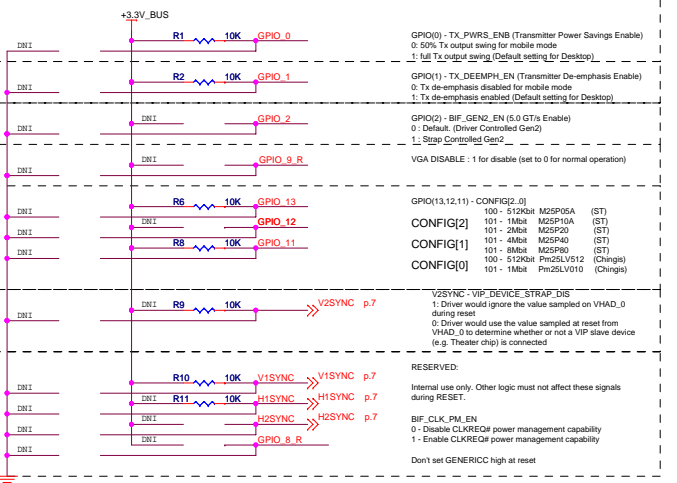 +3.3V_BUS
R1 10K GPIO_0
DNI
GPIO(0) - TX_PWRS_ENB (Transmitter Power Savings Enable)
0: 50% Tx output swing for mobile mode
1: full Tx output swing (Default setting for Desktop)
R2 10K GPIO_1
DNI
GPIO(1) - TX_DEEMPH_EN (Transmitter De-emphasis Enable)
0: Tx de-emphasis disabled for mobile mode
1: Tx de-emphasis enabled (Default setting for Desktop)
DNI GPIO_2
DNI
GPIO(2) - BIF_GEN2_EN (5.0 GT/s Enable)
0 : Default. (Driver Controlled Gen2)
1 : Strap Controlled Gen2
DNI GPIO_9_R
DNI
VGA DISABLE : 1 for disable (set to 0 for normal operation)
R6 10K GPIO_13
DNI
DNI GPIO_12
DNI
R8 10K GPIO_11
DNI
GPIO(13,12,11) - CONFIG[2..0]
CONFIG[2]
CONFIG[1]
CONFIG[0]
100 - 512Kbit M25P05A (ST)
101 - 1Mbit M25P10A (ST)
101 - 2Mbit M25P20 (ST)
101 - 4Mbit M25P40 (ST)
101 - 8Mbit M25P80 (ST)
100 - 512Kbit Pm25LV512 (Chingis)
101 - 1Mbit Pm25LV010 (Chingis)
DNI R9 10K V2SYNC p.7
DNI
V2SYNC - VIP_DEVICE_STRAP_DIS
1: Driver would ignore the value sampled on VHAD_0
during reset
0: Driver would use the value sampled at reset from
VHAD_0 to determine whether or not a VIP slave device
(e.g. Theater chip) is connected
R10 10K V1SYNC V1SYNC p.7
DNI
R11 10K H1SYNC H1SYNC p.7
DNI
DNI H2SYNC H2SYNC p.7
DNI
DNI GPIO_8_R
DNI
RESERVED:
Internal use only. Other logic must not affect these signals
during RESET.
BIF_CLK_PM_EN
0 - Disable CLKREQ# power management capability
1 - Enable CLKREQ# power management capability
Don't set GENERICC high at reset